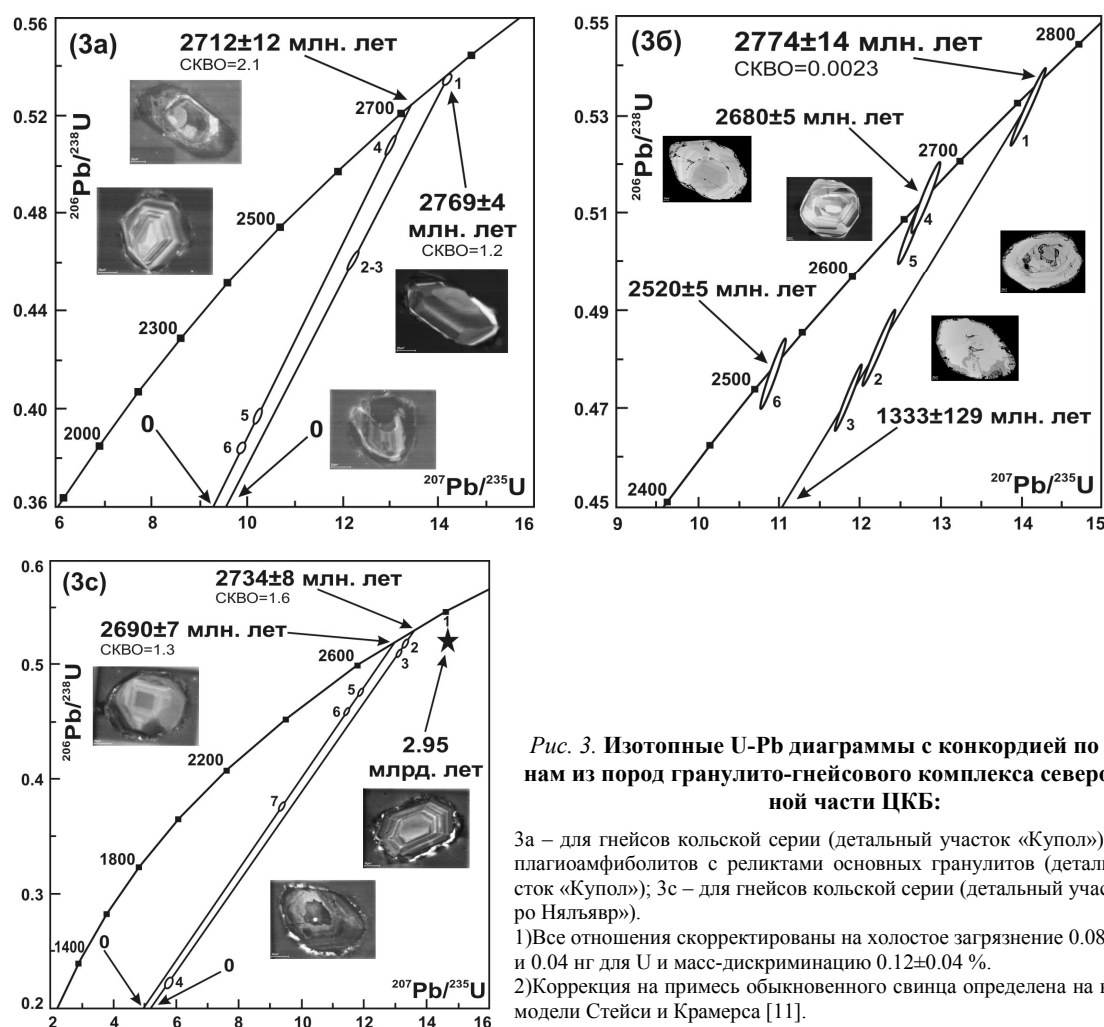 (3а)
2712±12 млн. лет
СКВО=2.1
2769±4
млн. лет
СКВО=1.2
0.56
0.52
0.48
0.44
0.40
0.36
6
8
10
12
14
16
2000
2300
2500
2700
1
4
2-3
5
6
0
0
206Pb/238U
207Pb/235U
(3б)
2774±14 млн. лет
СКВО=0.0023
2680±5 млн. лет
2520±5 млн. лет
1333±129 млн. лет
0.55
0.53
0.51
0.49
0.47
0.45
9
10
11
12
13
14
15
2400
2500
2600
2700
2800
1
4
5
2
3
6
206Pb/238U
207Pb/235U
(3с)
2734±8 млн. лет
СКВО=1.6
2690±7 млн. лет
СКВО=1.3
2.95
млрд. лет
0.6
0.5
0.4
0.3
0.2
2
4
6
8
10
12
14
16
1400
1800
2200
2600
1
2
3
5
6
7
4
0
0
206Pb/238U
207Pb/235U
Рис. 3. Изотопные U-Pb диаграммы с конкордией по
нам из пород гранулито-гнейсового комплекса северо
ной части ЦКБ:
3а – для гнейсов кольской серии (детальный участок «Купол»)
плагиоамфиболитов с реликтами основных гранулитов (деталь
сток «Купол»); 3с – для гнейсов кольской серии (детальный учас
ро Нялъявр»).
1)Все отношения скорректированы на холостое загрязнение 0.08
и 0.04 нг для U и масс-дискриминацию 0.12±0.04 %.
2)Коррекция на примесь обыкновенного свинца определена на
модели Стейси и Крамерса [11].